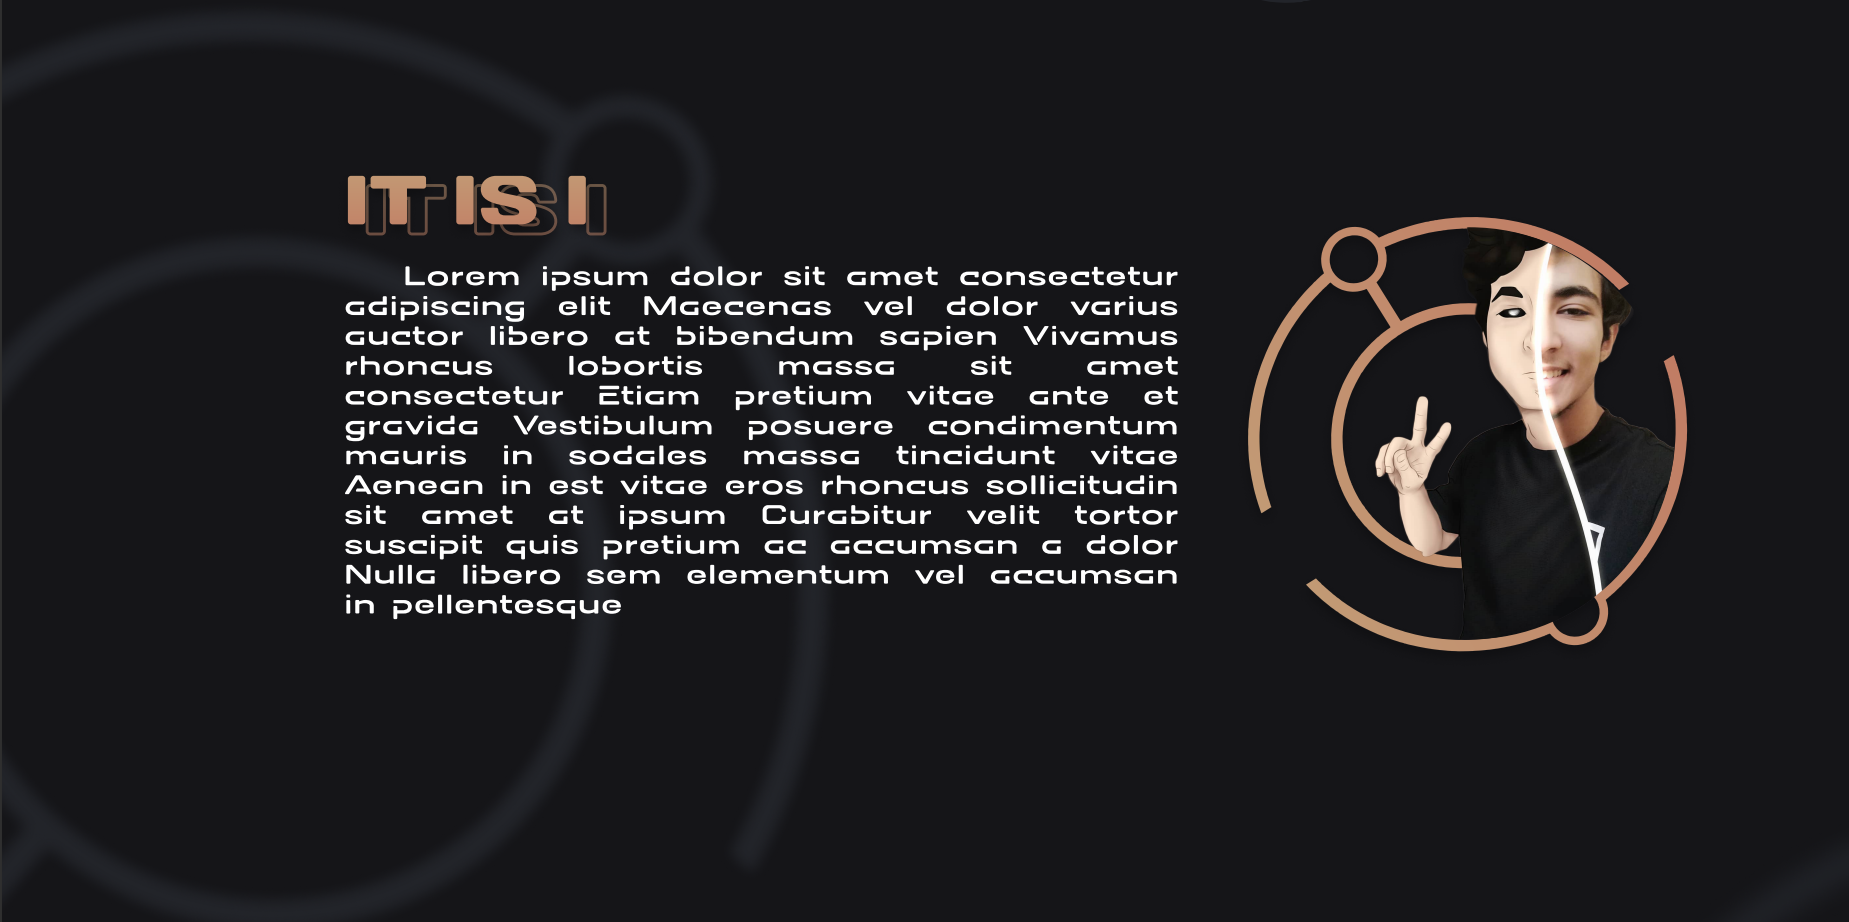 IT IS I
Lorem ipsum dolor sit amet consectetur
adipiscing elit Maecenas vel dolor varius
auctor libero at bibendum sapien Vivamus
rhoncus lobortis massa sit amet
consectetur Etiam pretium vitae ante et
gravida Vestibulum posuere condimentum
mauris in sodales massa tincidunt vitae
Aenean in est vitae eros rhoncus sollicitudin
sit amet at ipsum Curabitur velit tortor
suscipit quis pretium ac accumsan a dolor
Nulla libero sem elementum vel accumsan
in pellentesque